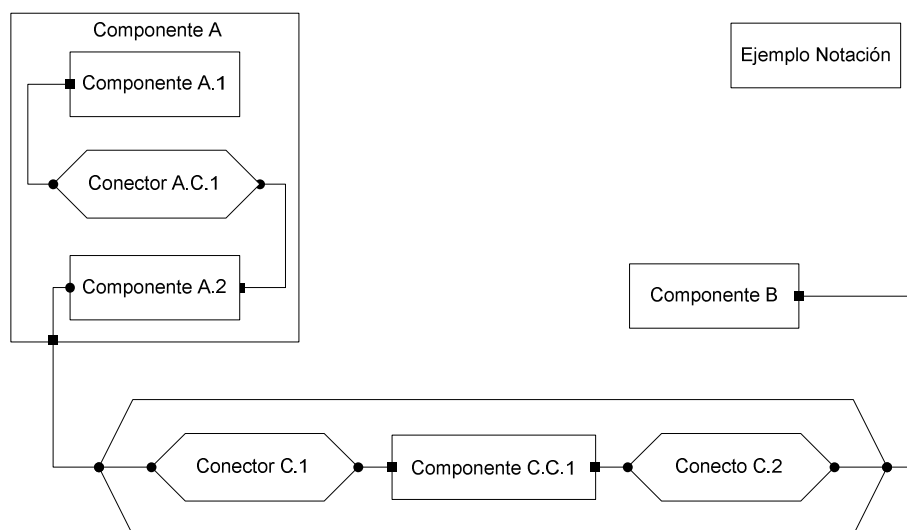 Componente A
Ejemplo Notación
Componente A.1
Conector A.C.1
Componente A.2
Componente B
Conector C.1
Componente C.C.1
Conecto C.2